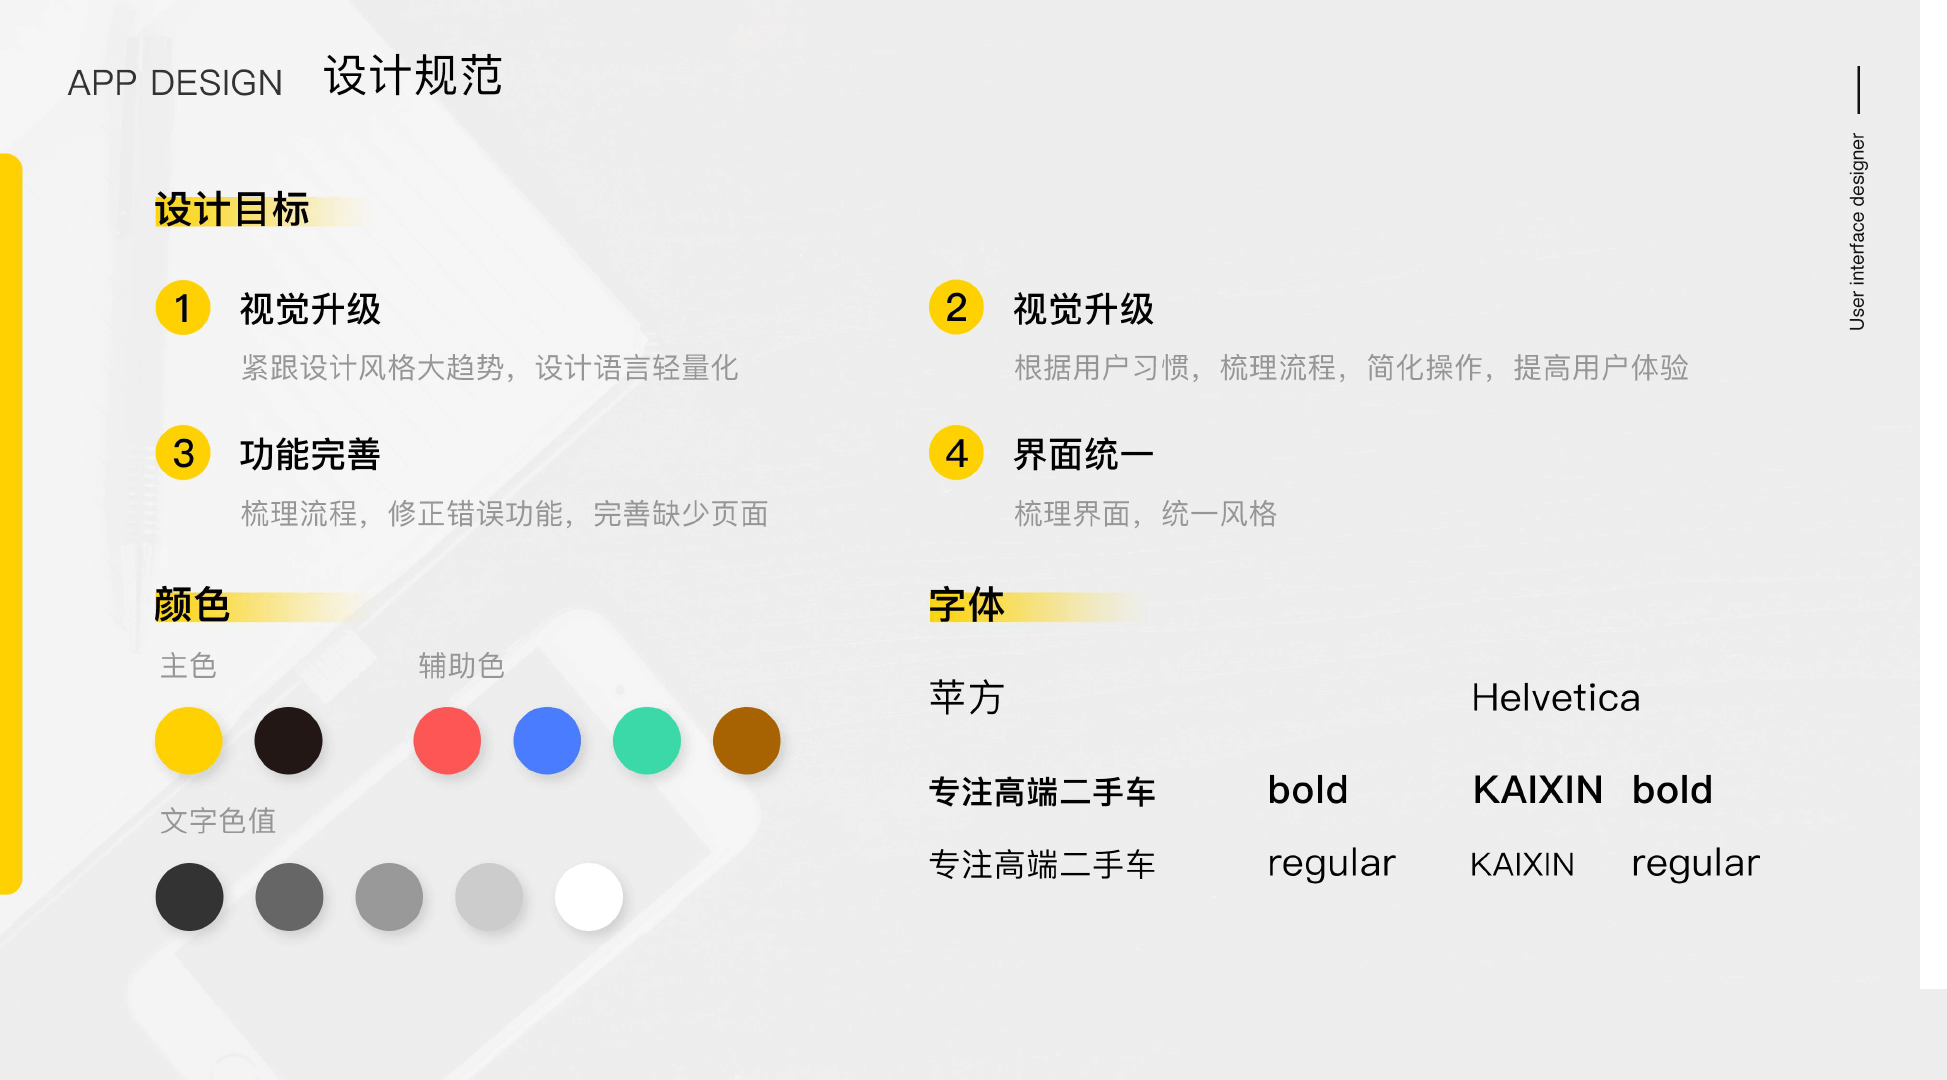 APP DESIGN 设计规范
User interface designer
设计目标
1 视觉升级
紧跟设计风格大趋势，设计语言轻量化
2 视觉升级
根据用户习惯，梳理流程，简化操作，提高用户体验
3 功能完善
梳理流程，修正错误功能，完善缺少页面
4 界面统一
梳理界面，统一风格
颜色
主色 辅助色
文字色值
字体
苹方 Helvetica
专注高端二手车 bold KAIXIN bold
专注高端二手车 regular KAIXIN regular